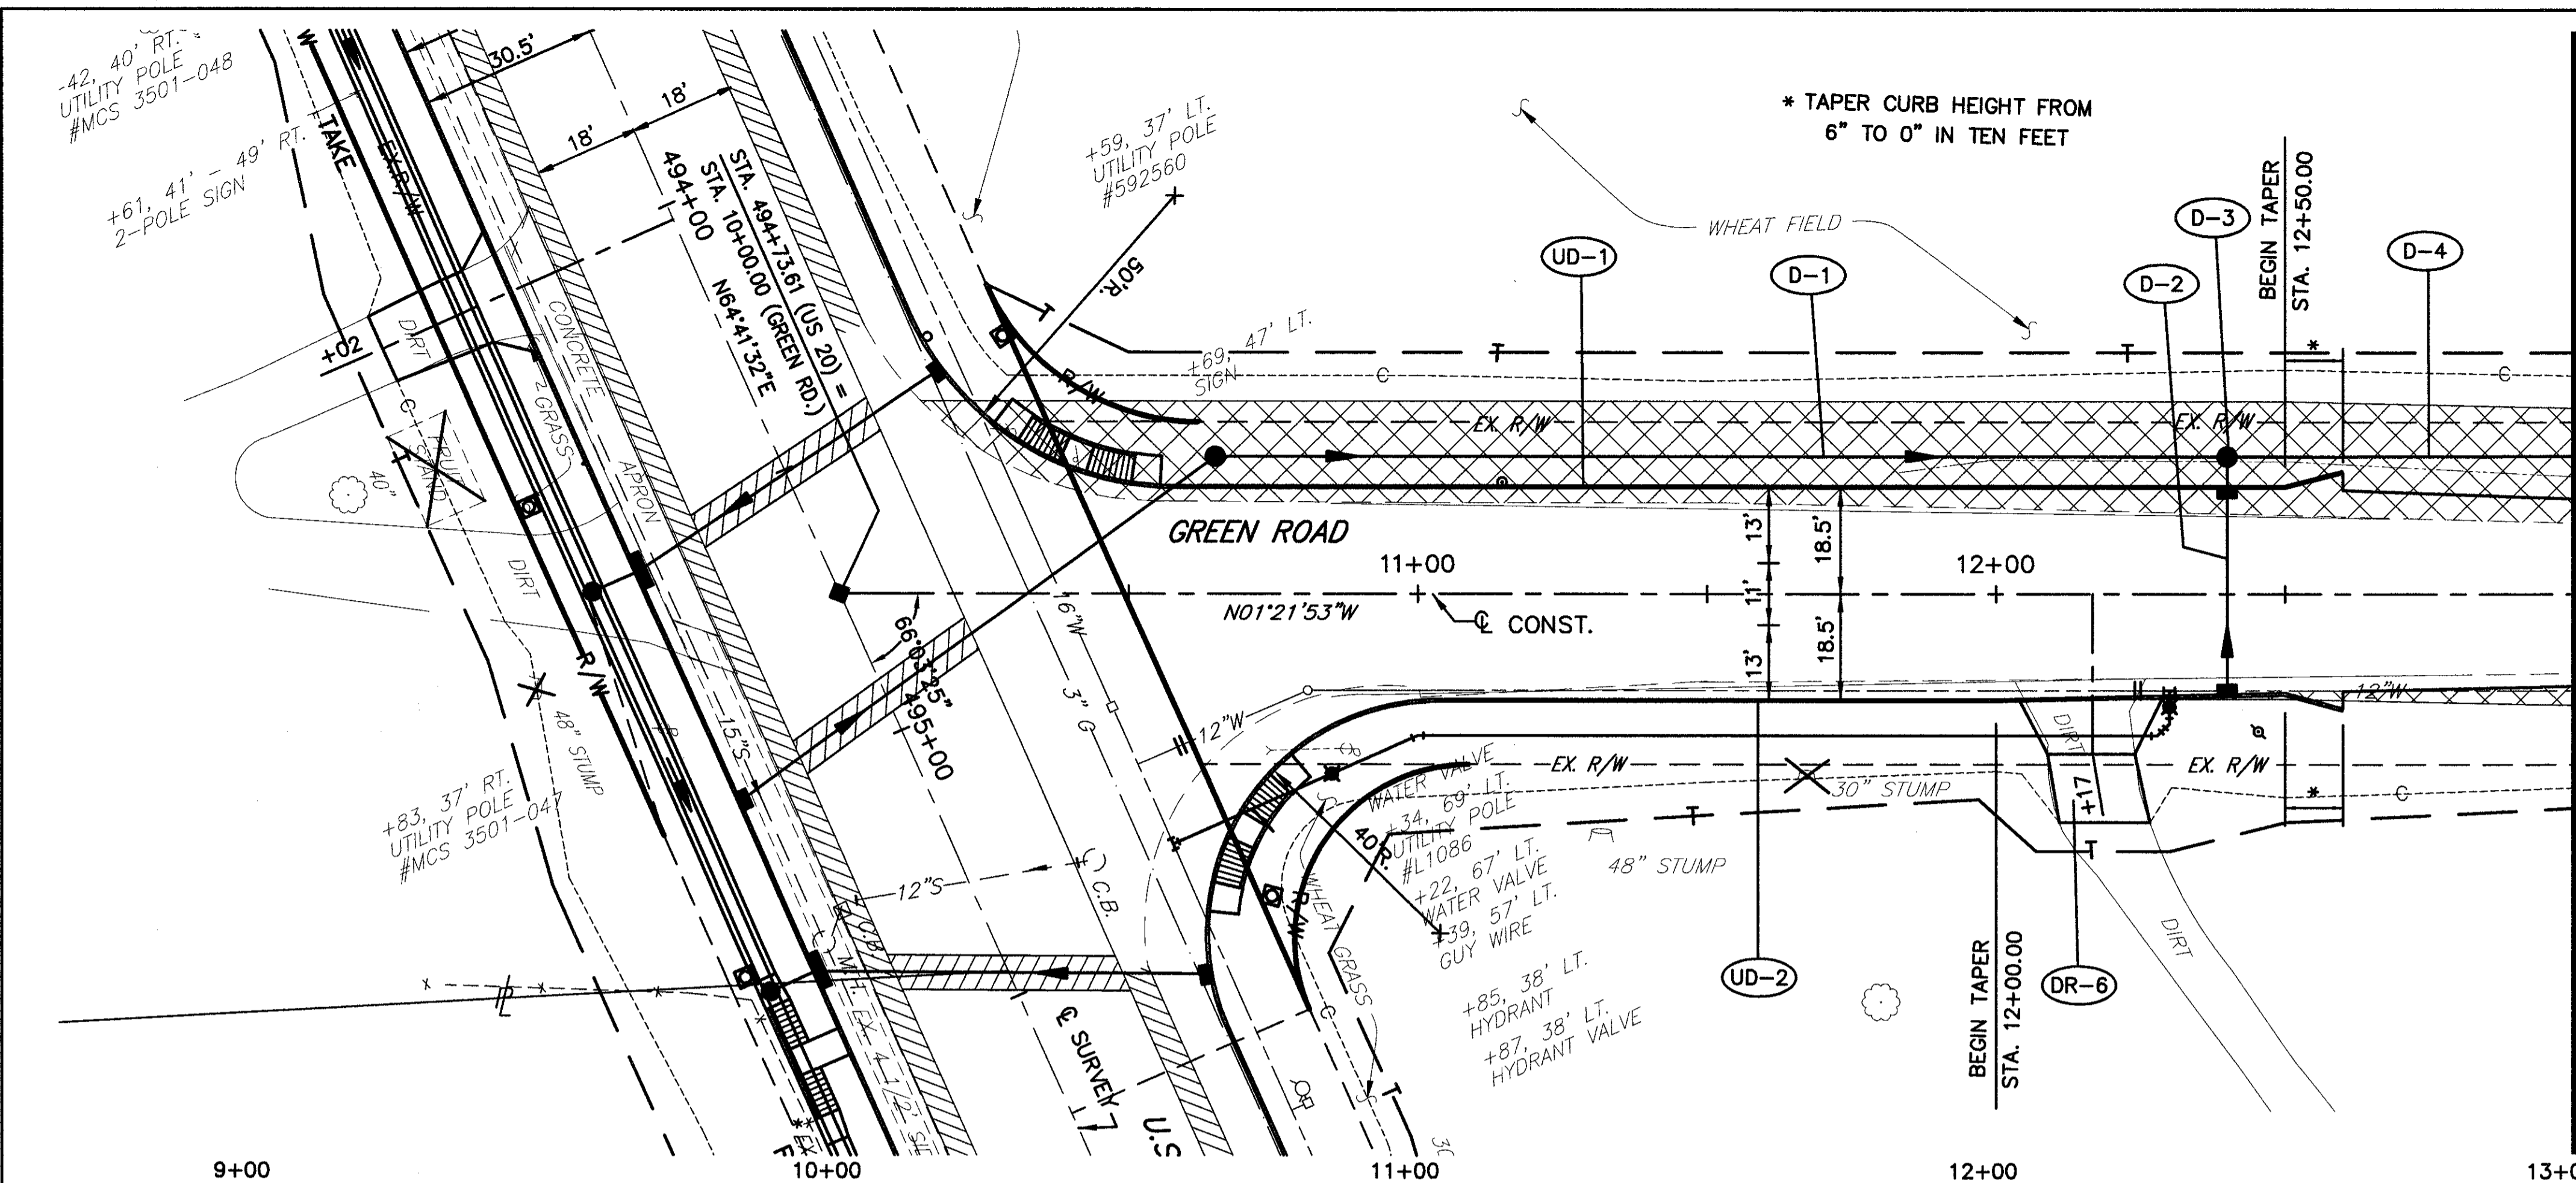 -42, 40' RT.
UTILITY POLE
#MCS 3501-048
+61, 41' - 49' RT.
2-POLE SIGN
TAKE
EX. R/W
30.5'
18'
18'
STA. 494+73.61 (US 20) =
STA. 10+00.00 (GREEN RD.)
494+00
N64°41'32"E
+59, 37' LT.
UTILITY POLE
#592560
50'R.
* TAPER CURB HEIGHT FROM
6" TO 0" IN TEN FEET
WHEAT FIELD
UD-1
D-1
D-2
D-3
BEGIN TAPER
STA. 12+50.00
D-4
+02
DIRT
CONCRETE
APRON
GRASS
FRUIT
STAND
40"
DIRT
T
R/W
+69, 47' LT.
SIGN
T
T
*
EX. R/W
EX. R/W
GREEN ROAD
13'
11'
13'
18.5'
18.5'
11+00
12+00
N01°21'53"W
℄ CONST.
66°03'25"
495+00
16"W
3" G
15"S
R/W
48" STUMP
+83, 37' RT.
UTILITY POLE
#MCS 3501-047
12"W
12"W
EX. R/W
EX. R/W
WATER VALVE
+34, 69' LT.
UTILITY POLE
#L1086
+22, 67' LT.
WATER VALVE
+39, 57' LT.
GUY WIRE
+85, 38' LT.
HYDRANT
+87, 38' LT.
HYDRANT VALVE
40'R.
R/W
WHEAT GRASS
30" STUMP
48" STUMP
T
T
DIRT
+17
DIRT
*
UD-2
DR-6
BEGIN TAPER
STA. 12+00.00
12"S
C.B.
C.B.
M.H.
EX. 4 1/2'
℄ SURVEY
U.S
T
9+00
10+00
11+00
12+00